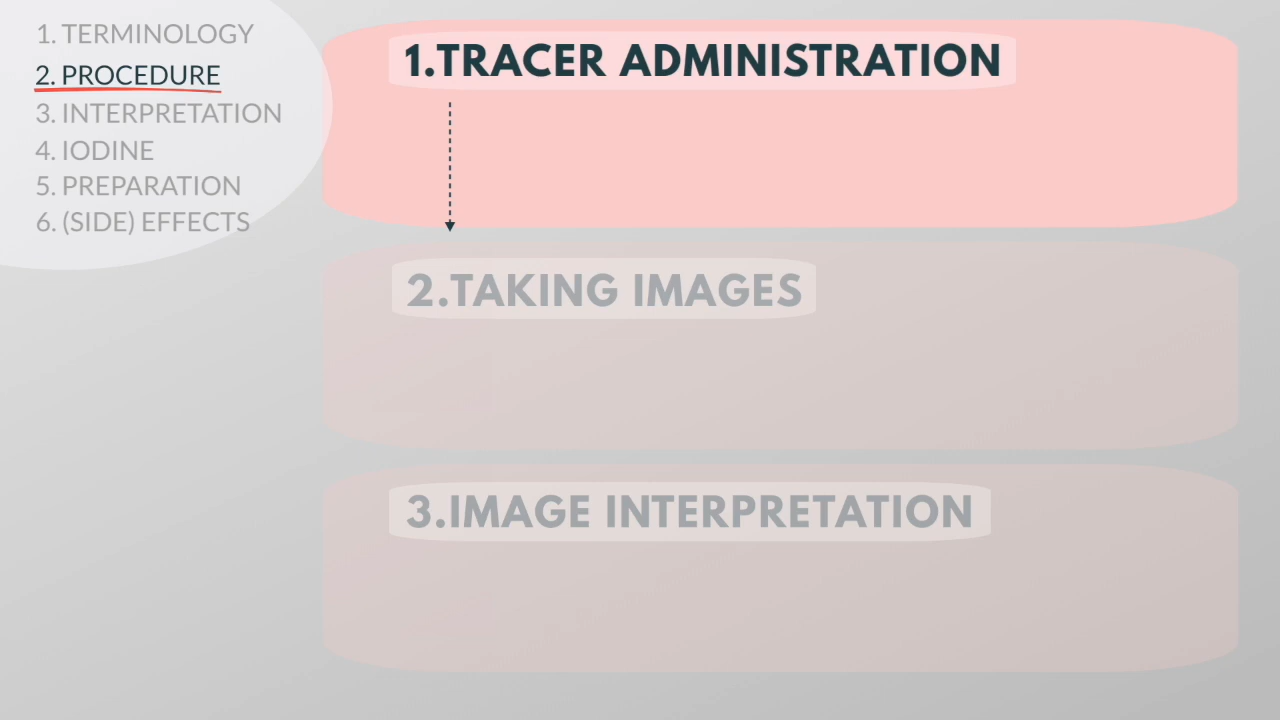 1. TERMINOLOGY
2. PROCEDURE
3. INTERPRETATION
4. IODINE
5. PREPARATION
6. (SIDE) EFFECTS
1.TRACER ADMINISTRATION
2.TAKING IMAGES
3.IMAGE INTERPRETATION